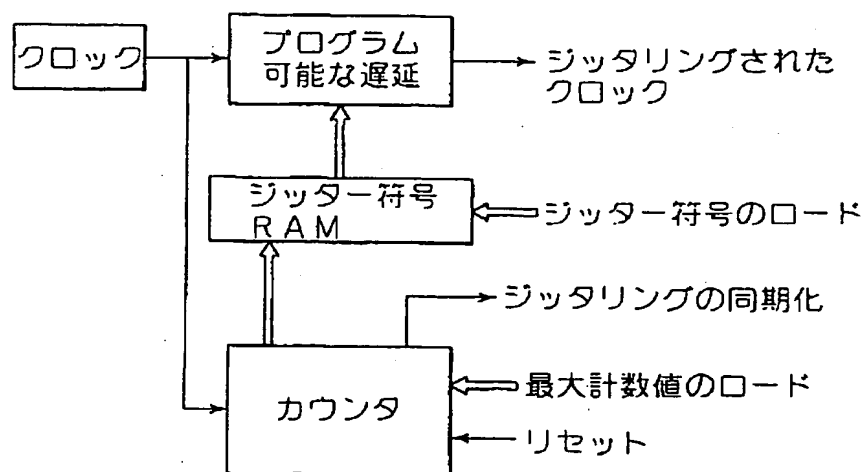 クロック
プログラム
可能な遅延
ジッタリングされた
クロック
ジッター符号
RAM
ジッター符号のロード
ジッタリングの同期化
カウンタ
最大計数値のロード
リセット